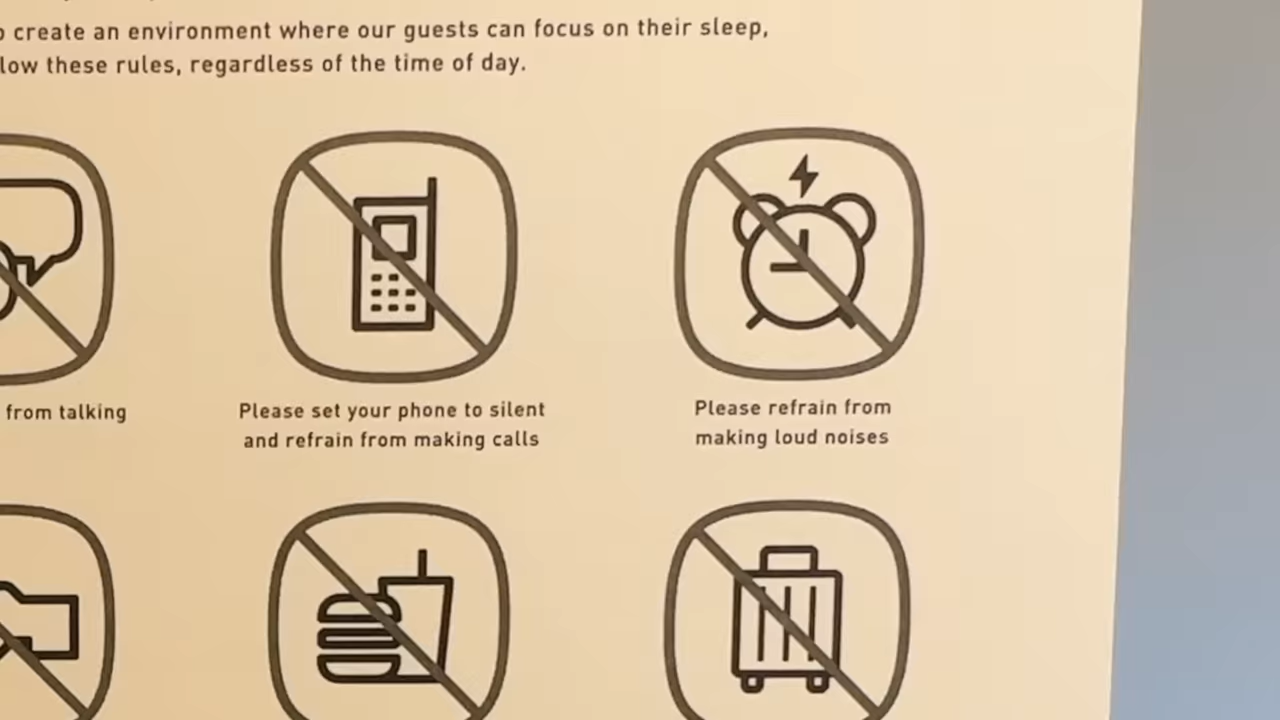 create an environment where our guests can focus on their sleep,
these rules, regardless of the time of day.
from talking
Please set your phone to silent
and refrain from making calls
Please refrain from
making loud noises